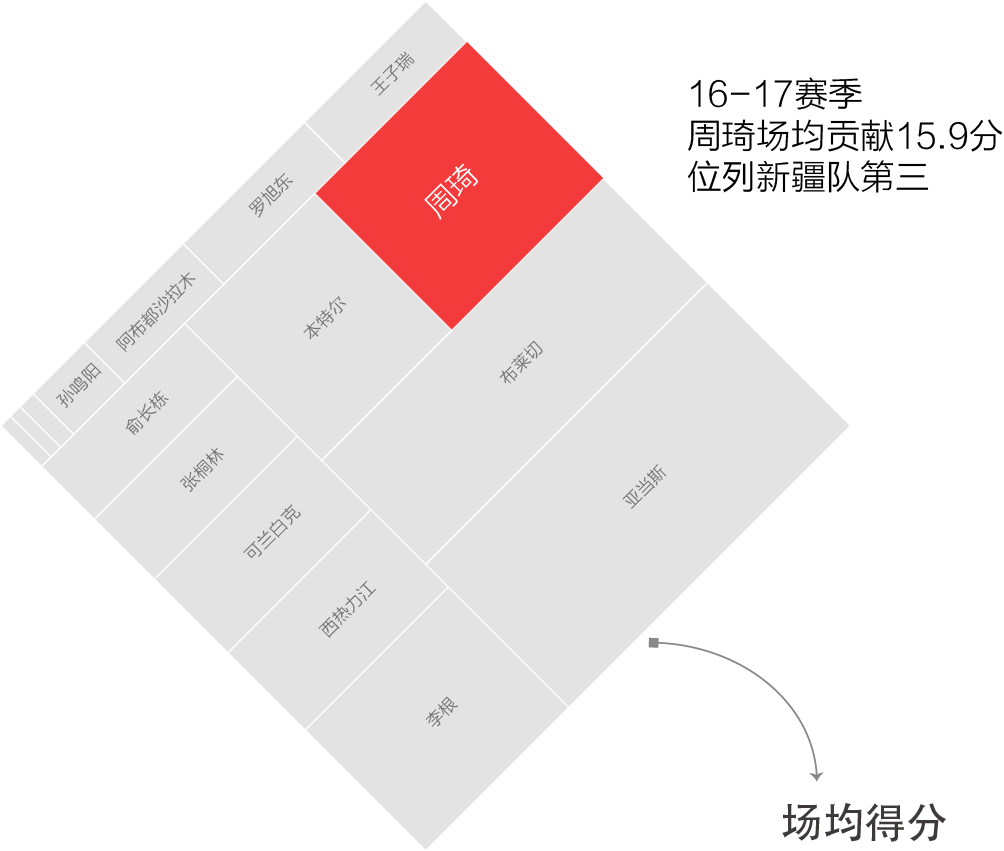 16-17赛季
周琦场均贡献15.9分
位列新疆队第三
王子瑞
周琦
罗旭东
阿布都沙拉木
本特尔
孙鸣阳
俞长栋
布莱切
张桐林
亚当斯
可兰白克
西热力江
李根
场均得分